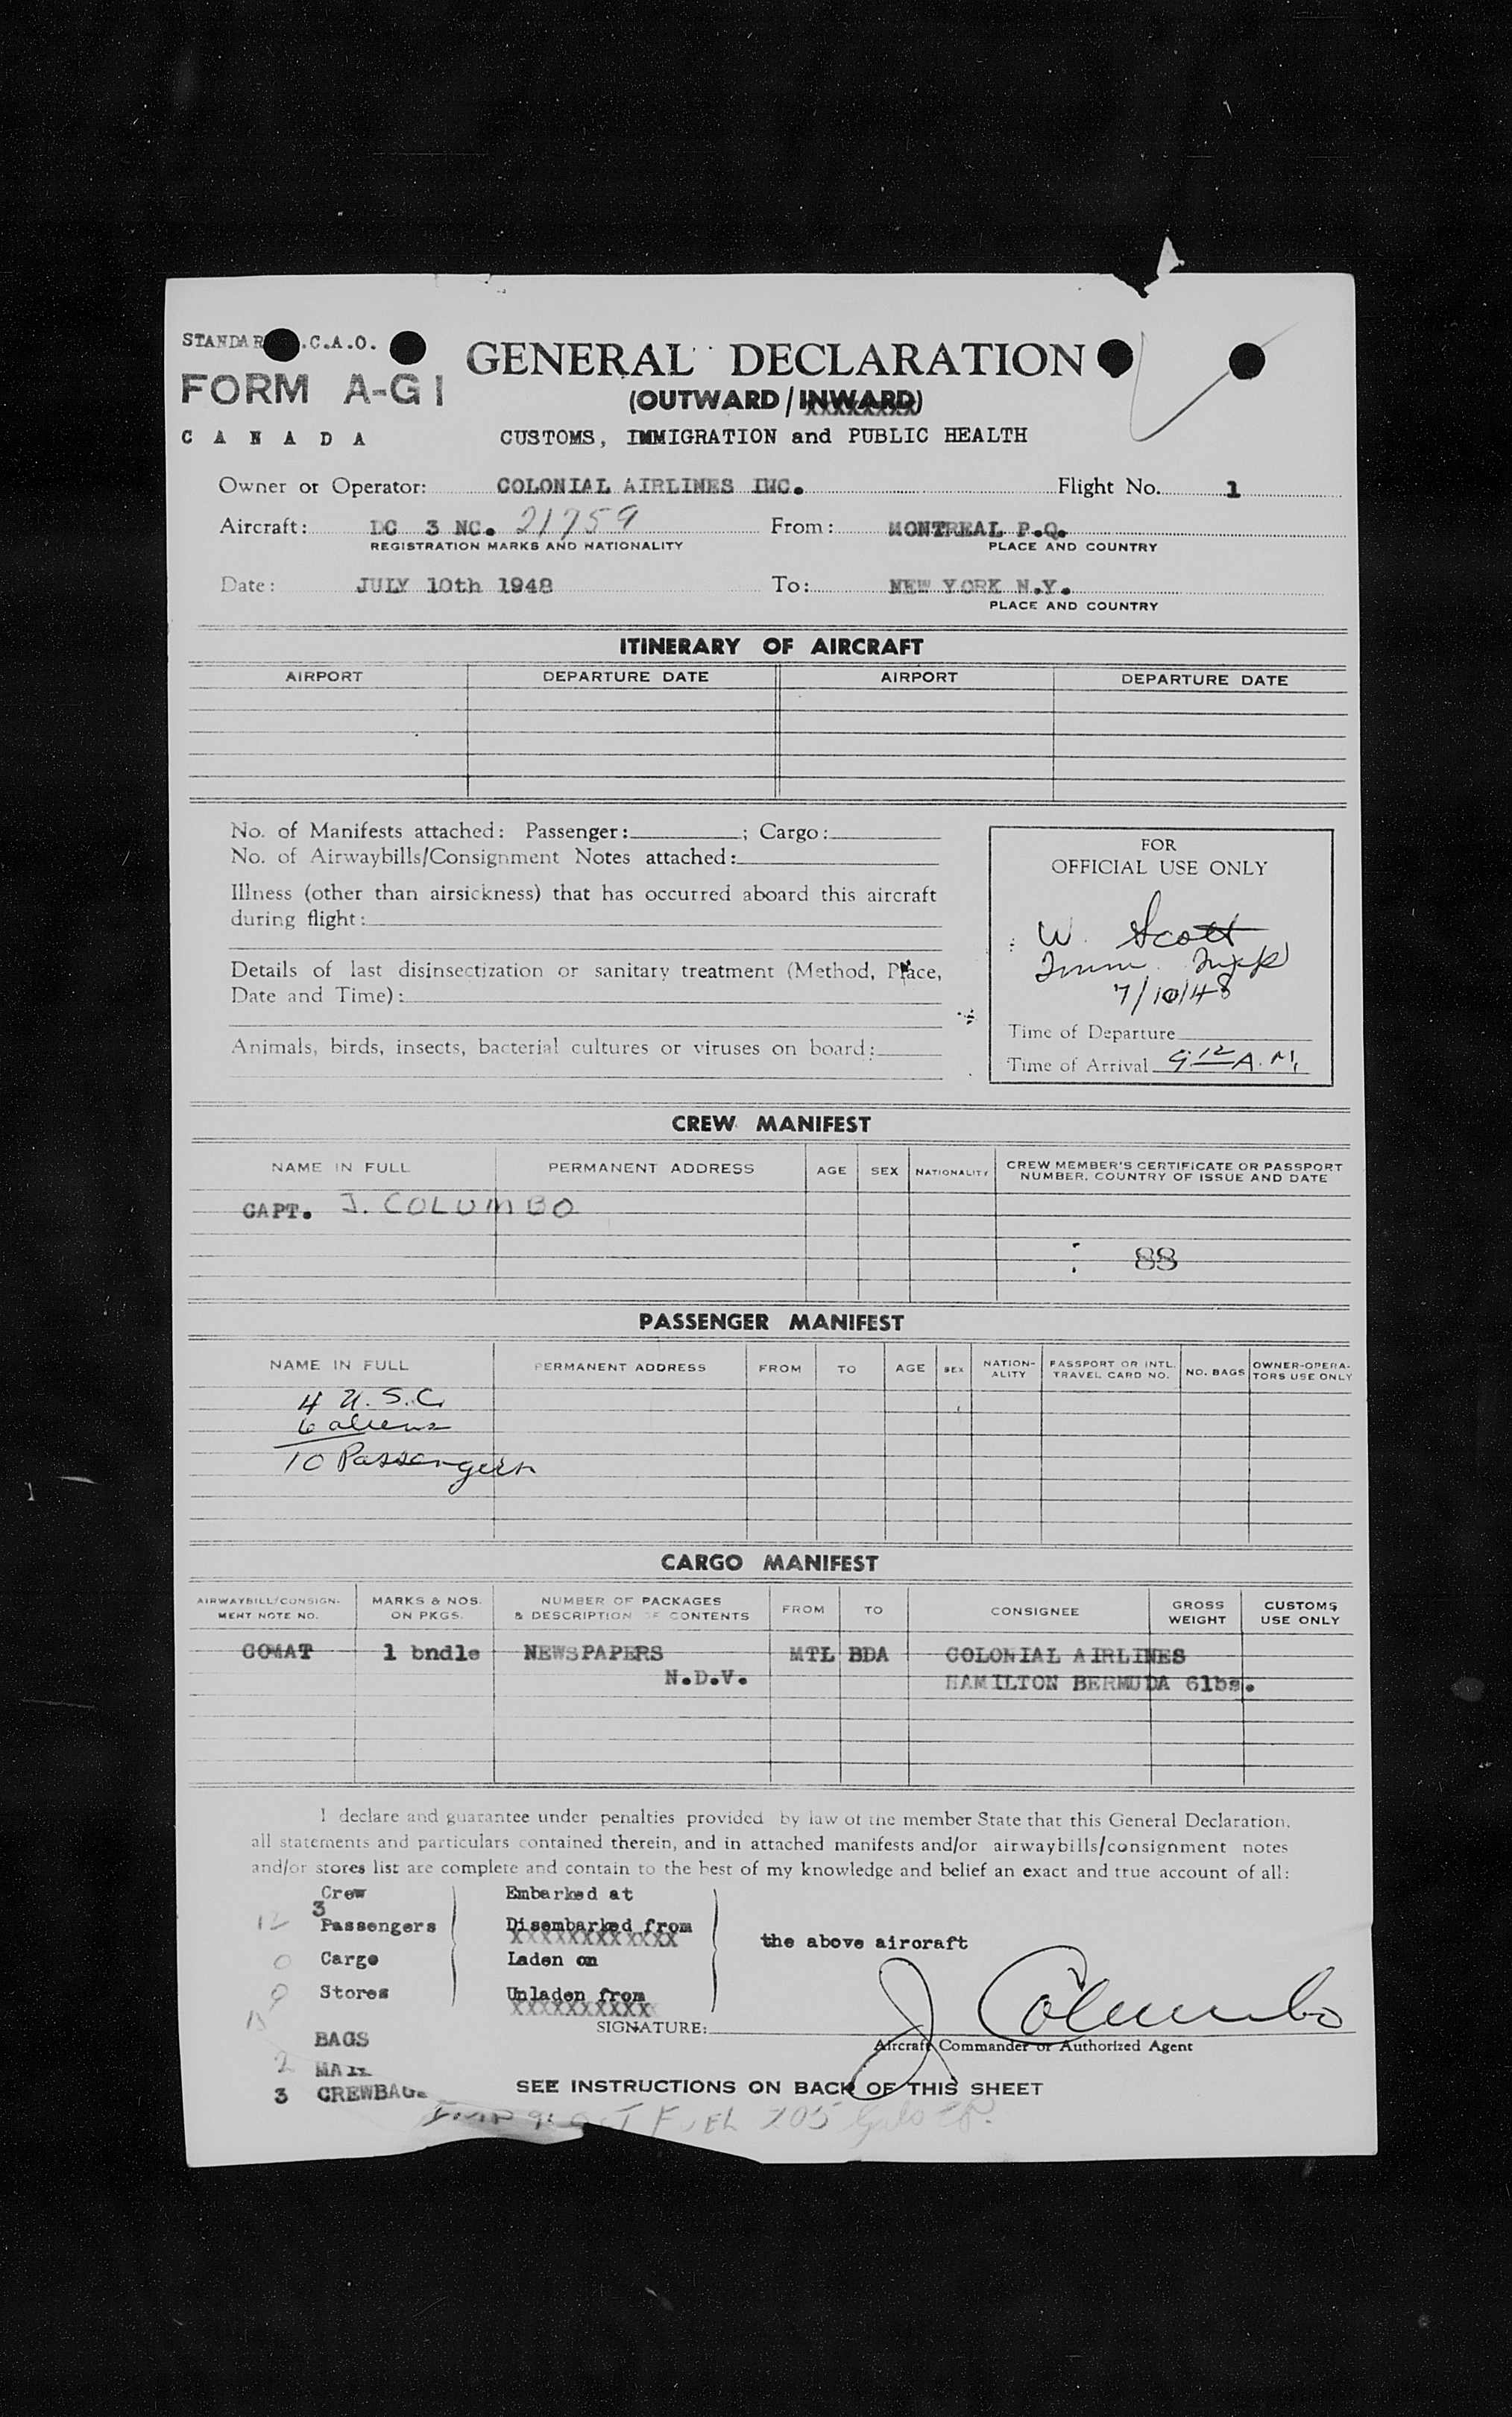 STANDAR .C.A.O.
FORM A-G1
CANADA
GENERAL DECLARATION
(OUTWARD/INWARD)
CUSTOMS, IMMIGRATION and PUBLIC HEALTH
Owner or Operator: COLONIAL AIRLINES INC. Flight No. 1
Aircraft: DC 3 NC. 21759 From: MONTREAL P.Q.
REGISTRATION MARKS AND NATIONALITY PLACE AND COUNTRY
Date: JULY 10th 1948 To: NEW YORK N.Y.
PLACE AND COUNTRY
ITINERARY OF AIRCRAFT
AIRPORT DEPARTURE DATE AIRPORT DEPARTURE DATE
No. of Manifests attached: Passenger: ; Cargo:
No. of Airwaybills/Consignment Notes attached:
Illness (other than airsickness) that has occurred aboard this aircraft
during flight:
Details of last disinsectization or sanitary treatment (Method, Place,
Date and Time):
Animals, birds, insects, bacterial cultures or viruses on board:
FOR
OFFICIAL USE ONLY
W. Scott
Imm. Insp
7/10/48
Time of Departure
Time of Arrival 9:12 A.M.
CREW MANIFEST
NAME IN FULL PERMANENT ADDRESS AGE SEX NATIONALITY CREW MEMBER'S CERTIFICATE OR PASSPORT
NUMBER, COUNTRY OF ISSUE AND DATE
CAPT. J. COLUMBO
88
PASSENGER MANIFEST
NAME IN FULL PERMANENT ADDRESS FROM TO AGE SEX NATION-
ALITY PASSPORT OR INTL.
TRAVEL CARD NO. NO. BAGS OWNER-OPERA-
TORS USE ONLY
4 U.S.C.
6 aliens
10 Passengers
CARGO MANIFEST
AIRWAYBILL/CONSIGN-
MENT NOTE NO. MARKS & NOS.
ON PKGS. NUMBER OF PACKAGES
& DESCRIPTION OF CONTENTS FROM TO CONSIGNEE GROSS
WEIGHT CUSTOMS
USE ONLY
COMAT 1 bndle NEWSPAPERS MTL BDA COLONIAL AIRLINES
N.D.V. HAMILTON BERMUDA 6lbs.
I declare and guarantee under penalties provided by law of the member State that this General Declaration,
all statements and particulars contained therein, and in attached manifests and/or airwaybills/consignment notes
and/or stores list are complete and contain to the best of my knowledge and belief an exact and true account of all:
Crew Embarked at
3
12 Passengers Disembarked from
the above aircraft
0 Cargo Laden on
0 Stores Unladen from
SIGNATURE: J Columbo
Aircraft Commander or Authorized Agent
BAGS
2 MAIL
3 CREWBAGS
SEE INSTRUCTIONS ON BACK OF THIS SHEET
FUEL 205 Gals